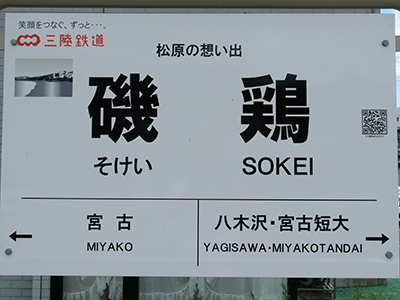 笑顔をつなぐ、ずっと…。
三陸鉄道
松原の想い出
磯鶏
そけい SOKEI
宮古 八木沢・宮古短大
MIYAKO YAGISAWA・MIYAKOTANDAI